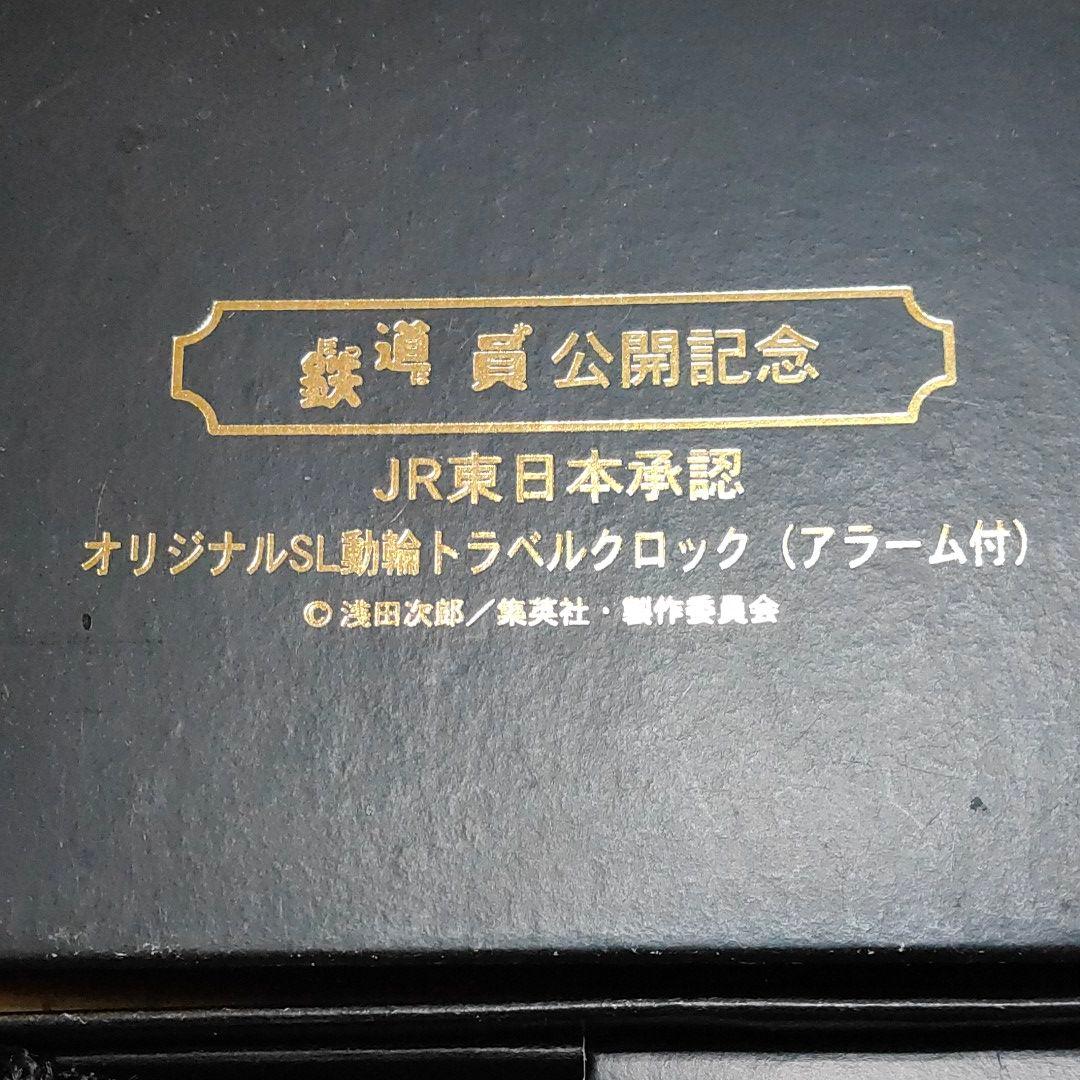 鉄道員 公開記念
JR東日本承認
オリジナルSL動輪トラベルクロック（アラーム付）
© 浅田次郎／集英社・製作委員会